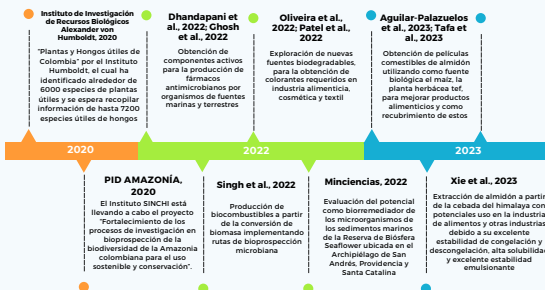 Instituto de Investigación
de Recursos Biológicos
Alexander von
Humboldt, 2020
"Plantas y Hongos útiles de
Colombia" por el Instituto
Humboldt, el cual ha
identificado alrededor de
6000 especies de plantas
útiles y se espera recopilar
información de hasta 7200
especies útiles de hongos
Dhandapani et
al., 2022; Ghosh
et al., 2022
Obtención de
componentes activos
para la producción de
fármacos
antimicrobianos por
organismos de fuentes
marinas y terrestres
Oliveira et al.,
2022; Patel et al.,
2022
Exploración de nuevas
fuentes biodegradables,
para la obtención de
colorantes requeridos en
industria alimenticia,
cosmética y textil
Aguilar-Palazuelos
et al., 2023; Tafa et
al., 2023
Obtención de películas
comestibles de almidón
utilizando como fuente
biológica el maíz, la
planta herbácea tef,
para mejorar productos
alimenticios y como
recubrimiento de estos
2020
2022
2023
PID AMAZONÍA,
2020
El Instituto SINCHI está
llevando a cabo el proyecto
"Fortalecimiento de los
procesos de investigación en
bioprospección de la
biodiversidad de la Amazonia
colombiana para el uso
sostenible y conservación".
Singh et al., 2022
Producción de
biocombustibles a partir
de la conversión de
biomasa implementando
rutas de bioprospección
microbiana
Minciencias, 2022
Evaluación del potencial
como biorremediador de
los microorganismos de
los sedimentos marinos
de la Reserva de Biósfera
Seaflower ubicada en el
Archipiélago de San
Andrés, Providencia y
Santa Catalina
Xie et al., 2023
Extracción de almidón a partir
de la cebada del himalaya con
potenciales uso en la industria
de alimentos y otras industrias
debido a su excelente
estabilidad de congelación y
descongelación, alta solubilidad
y excelente estabilidad
emulsionante